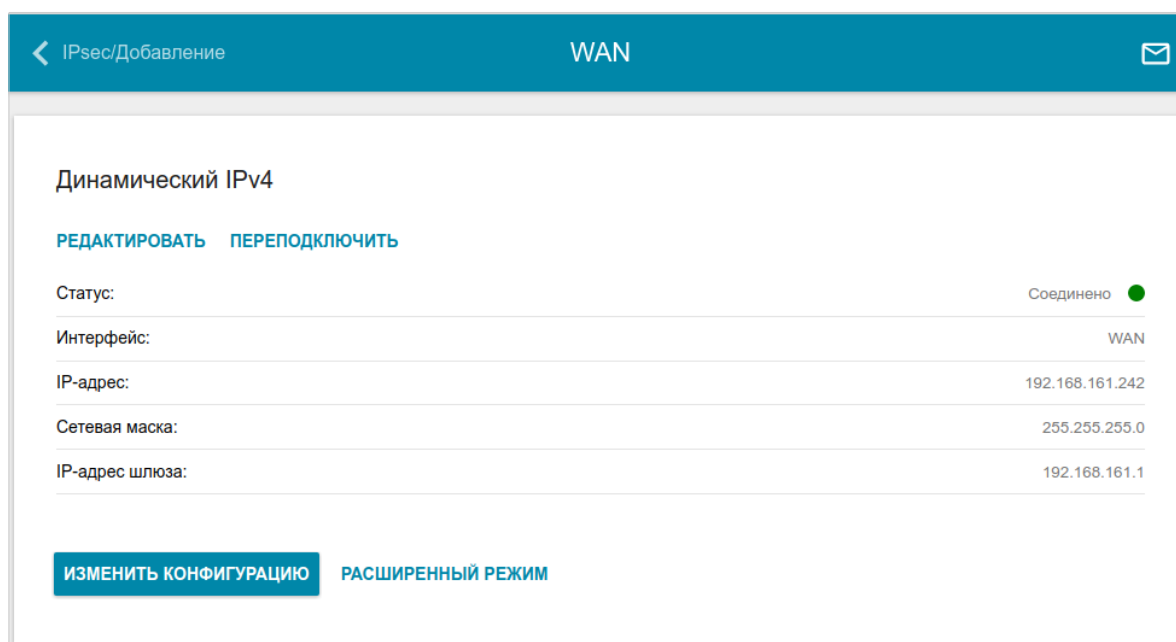 IPsec/Добавление
WAN
Динамический IPv4
РЕДАКТИРОВАТЬ ПЕРЕПОДКЛЮЧИТЬ
Статус: Соединено
Интерфейс: WAN
IP-адрес: 192.168.161.242
Сетевая маска: 255.255.255.0
IP-адрес шлюза: 192.168.161.1
ИЗМЕНИТЬ КОНФИГУРАЦИЮ РАСШИРЕННЫЙ РЕЖИМ